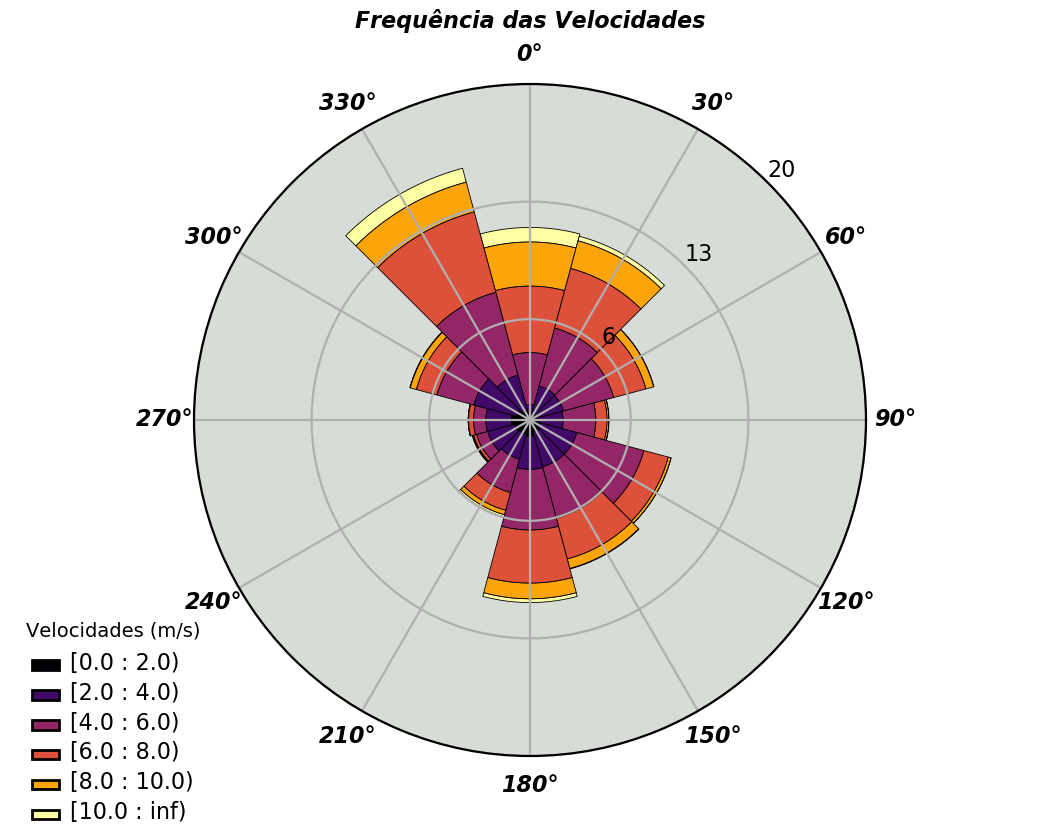 Frequência das Velocidades
0°
330°
30°
20
300°
60°
13
6
270°
90°
240°
120°
210°
150°
180°
Velocidades (m/s)
[0.0 : 2.0)
[2.0 : 4.0)
[4.0 : 6.0)
[6.0 : 8.0)
[8.0 : 10.0)
[10.0 : inf)